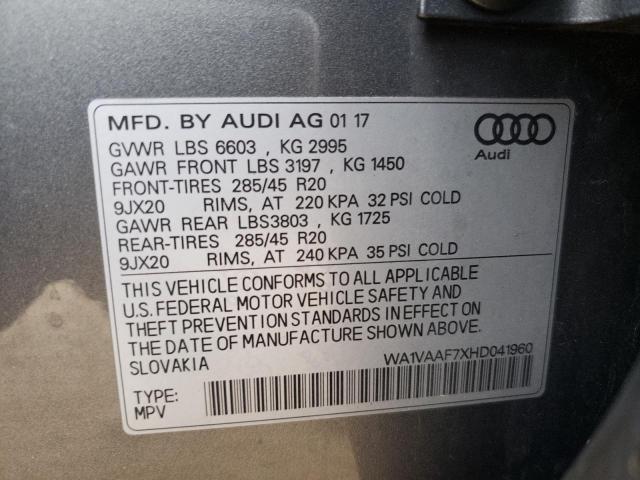 MFD. BY AUDI AG 01 17
GVWR LBS 6603 , KG 2995
GAWR FRONT LBS 3197 , KG 1450
FRONT-TIRES 285/45 R20
9JX20 RIMS, AT 220 KPA 32 PSI COLD
GAWR REAR LBS3803 , KG 1725
REAR-TIRES 285/45 R20
9JX20 RIMS, AT 240 KPA 35 PSI COLD
Audi
THIS VEHICLE CONFORMS TO ALL APPLICABLE
U.S. FEDERAL MOTOR VEHICLE SAFETY AND
THEFT PREVENTION STANDARDS IN EFFECT ON
THE DATE OF MANUFACTURE SHOWN ABOVE.
SLOVAKIA WA1VAAF7XHD041960
TYPE:
MPV